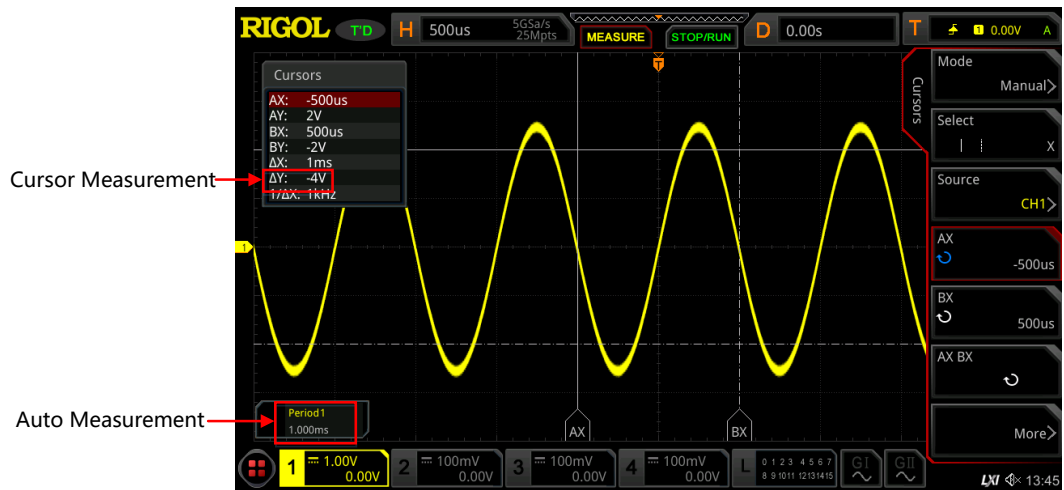 RIGOL T'D H 500us 5GSa/s 25Mpts MEASURE STOP/RUN D 0.00s T 1 0.00V A
Cursors
AX: -500us
AY: 2V
BX: 500us
BY: -2V
ΔX: 1ms
ΔY: -4V
1/ΔX: 1kHz
Cursor Measurement
Auto Measurement
Period1
1.000ms
T
1
AX
BX
Cursors
Mode
Manual>
Select
X
Source
CH1>
AX
-500us
BX
500us
AX BX
More>
1 1.00V 0.00V
2 100mV 0.00V
3 100mV 0.00V
4 100mV 0.00V
L 0 1 2 3 4 5 6 7
8 9 10 11 12 13 14 15
GI
GII
LXI 13:45